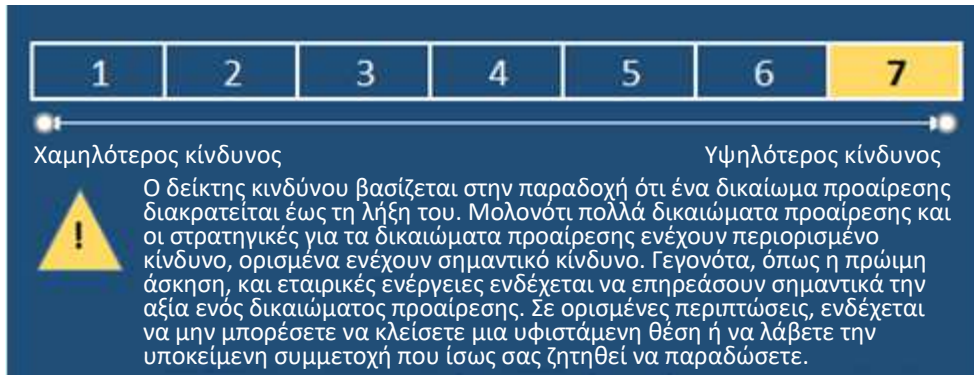 1 2 3 4 5 6 7
Χαμηλότερος κίνδυνος Υψηλότερος κίνδυνος
Ο δείκτης κινδύνου βασίζεται στην παραδοχή ότι ένα δικαίωμα προαίρεσης
διακρατείται έως τη λήξη του. Μολονότι πολλά δικαιώματα προαίρεσης και
οι στρατηγικές για τα δικαιώματα προαίρεσης ενέχουν περιορισμένο
κίνδυνο, ορισμένα ενέχουν σημαντικό κίνδυνο. Γεγονότα, όπως η πρώιμη
άσκηση, και εταιρικές ενέργειες ενδέχεται να επηρεάσουν σημαντικά την
αξία ενός δικαιώματος προαίρεσης. Σε ορισμένες περιπτώσεις, ενδέχεται
να μην μπορέσετε να κλείσετε μια υφιστάμενη θέση ή να λάβετε την
υποκείμενη συμμετοχή που ίσως σας ζητηθεί να παραδώσετε.
!